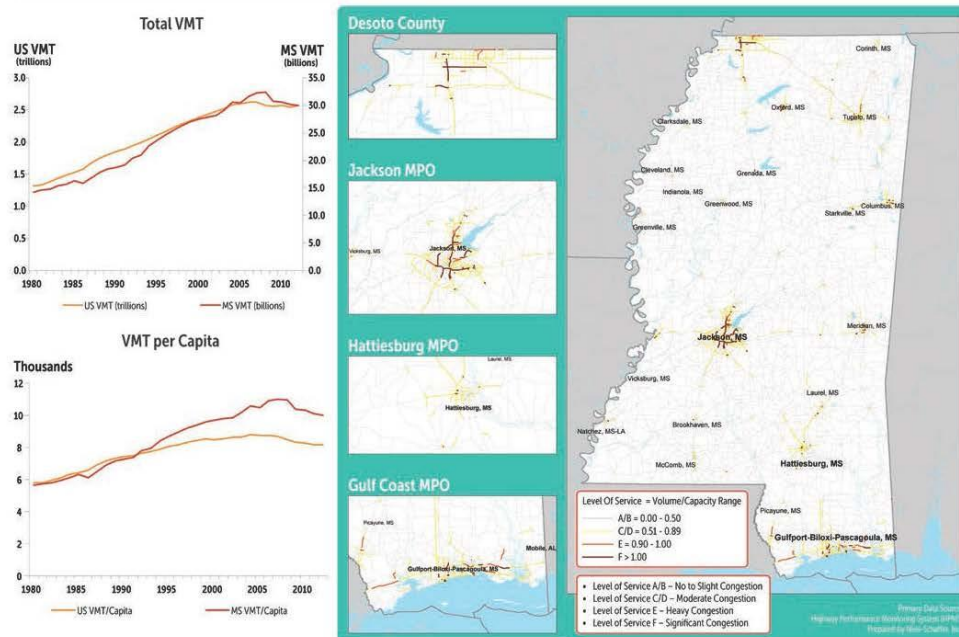 Total VMT
US VMT
(trillions)
MS VMT
(billions)
3.0
2.5
2.0
1.5
1.0
0.5
0.0
35.0
30.0
25.0
20.0
15.0
10.0
5.0
0.0
1980 1985 1990 1995 2000 2005 2010
US VMT (trillions) MS VMT (billions)
VMT per Capita
Thousands
12
10
8
6
4
2
0
1980 1985 1990 1995 2000 2005 2010
US VMT/Capita MS VMT/Capita
Desoto County
Jackson MPO
Vicksburg, MS
Jackson, MS
Hattiesburg MPO
Laurel, MS
Hattiesburg, MS
Gulf Coast MPO
Picayune, MS
Mobile, AL
Gulfport-Biloxi-Pascagoula, MS
Corinth, MS
Oxford, MS
Tupelo, MS
Clarksdale, MS
Cleveland, MS
Grenada, MS
Indianola, MS
Greenwood, MS
Columbus, MS
Starkville, MS
Greenville, MS
Jackson, MS
Meridian, MS
Vicksburg, MS
Laurel, MS
Natchez, MS-LA
Brookhaven, MS
McComb, MS
Hattiesburg, MS
Picayune, MS
Gulfport-Biloxi-Pascagoula, MS
Level Of Service = Volume/Capacity Range
A/B = 0.00 - 0.50
C/D = 0.51 - 0.89
E = 0.90 - 1.00
F > 1.00
• Level of Service A/B – No to Slight Congestion
• Level of Service C/D – Moderate Congestion
• Level of Service E – Heavy Congestion
• Level of Service F – Significant Congestion
Primary Data Source
Highway Performance Monitoring System (HPMS)
Prepared by